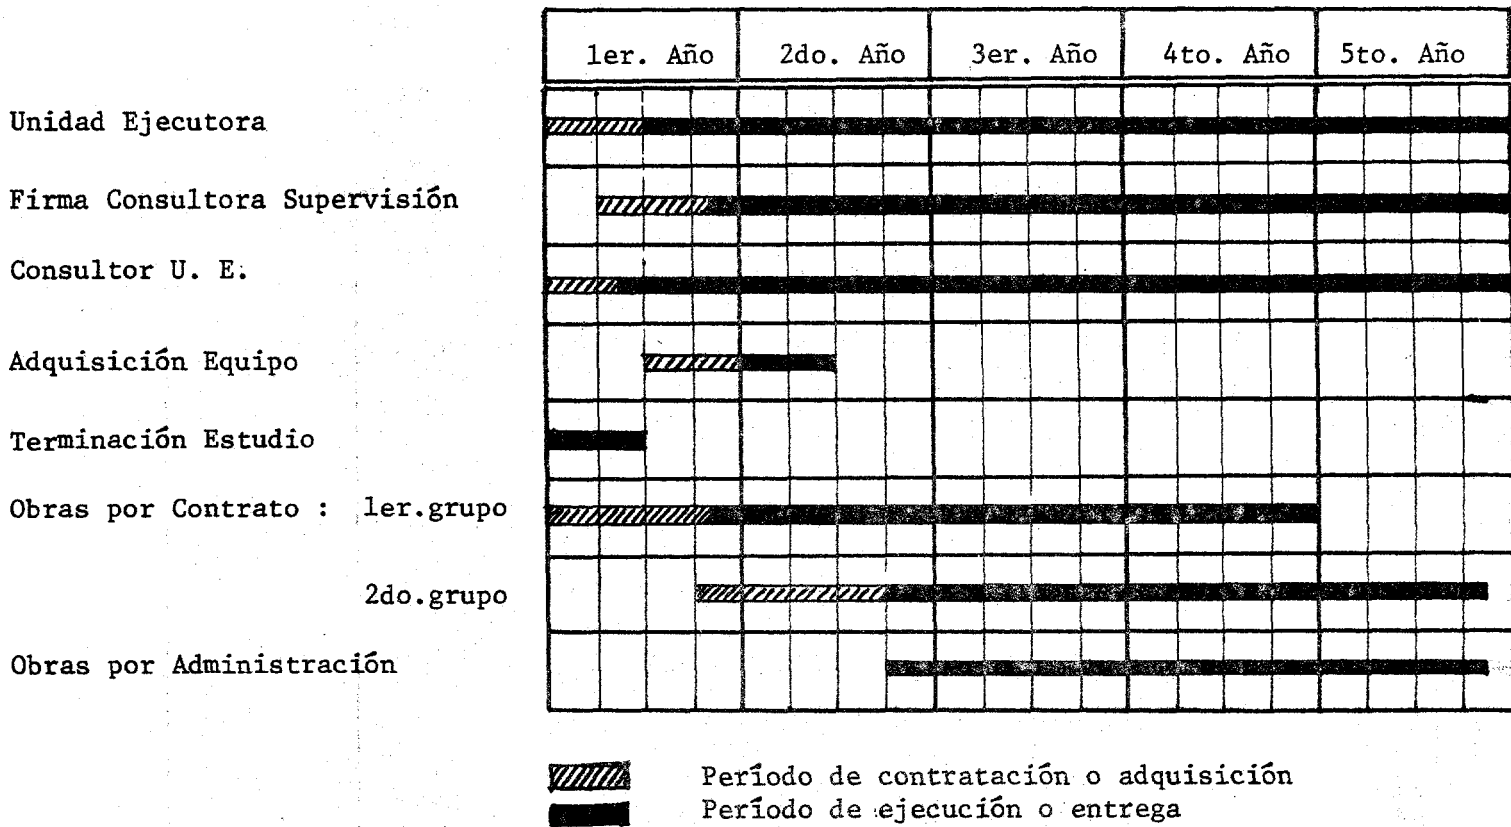 1er. Año 2do. Año 3er. Año 4to. Año 5to. Año
Unidad Ejecutora
Firma Consultora Supervisión
Consultor U. E.
Adquisición Equipo
Terminación Estudio
Obras por Contrato : 1er.grupo
2do.grupo
Obras por Administración
Período de contratación o adquisición
Período de ejecución o entrega